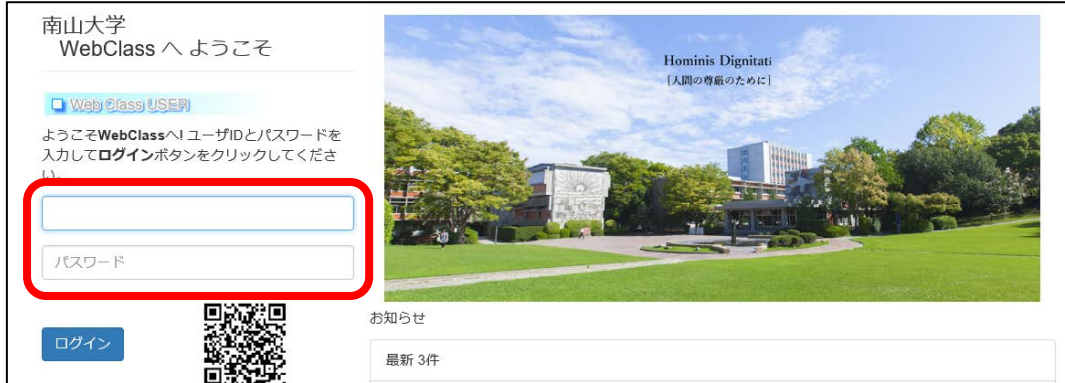 南山大学
WebClass へ ようこそ
Web Class USER
ようこそWebClassへ! ユーザIDとパスワードを
入力してログインボタンをクリックしてくださ
い。
パスワード
ログイン
Hominis Dignitati
[人間の尊厳のために]
お知らせ
最新 3件